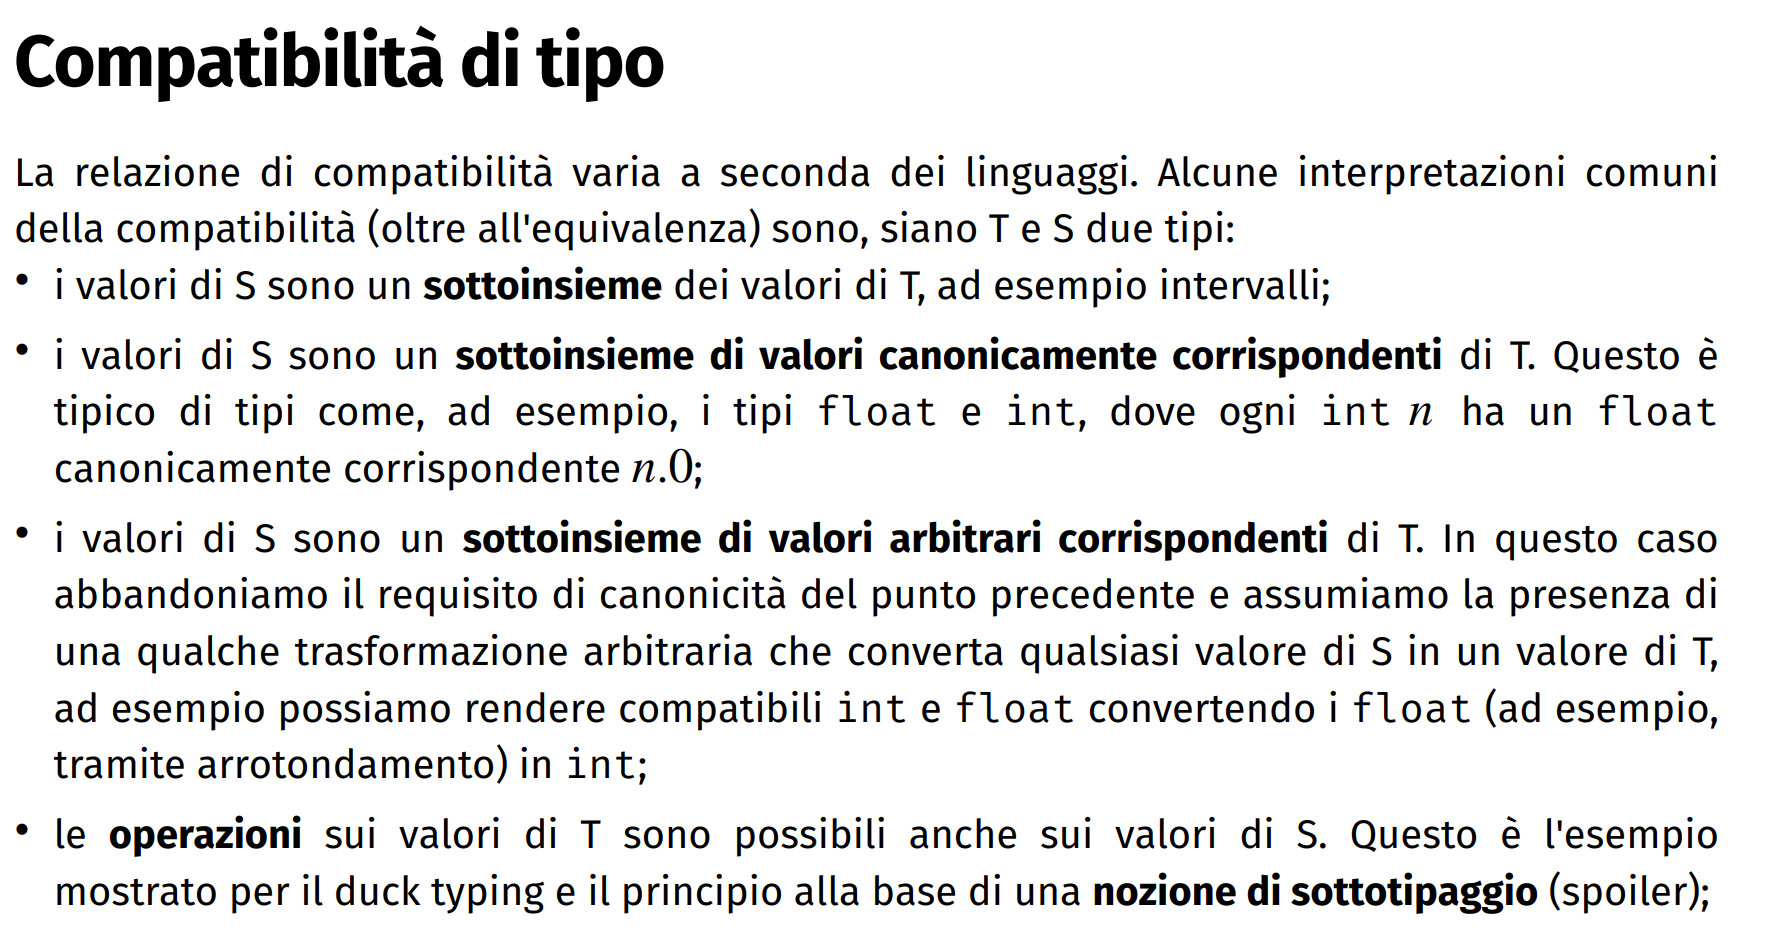 Compatibilità di tipo
La relazione di compatibilità varia a seconda dei linguaggi. Alcune interpretazioni comuni
della compatibilità (oltre all'equivalenza) sono, siano T e S due tipi:
• i valori di S sono un sottoinsieme dei valori di T, ad esempio intervalli;
• i valori di S sono un sottoinsieme di valori canonicamente corrispondenti di T. Questo è
tipico di tipi come, ad esempio, i tipi float e int, dove ogni int n ha un float
canonicamente corrispondente n.0;
• i valori di S sono un sottoinsieme di valori arbitrari corrispondenti di T. In questo caso
abbandoniamo il requisito di canonicità del punto precedente e assumiamo la presenza di
una qualche trasformazione arbitraria che converta qualsiasi valore di S in un valore di T,
ad esempio possiamo rendere compatibili int e float convertendo i float (ad esempio,
tramite arrotondamento) in int;
• le operazioni sui valori di T sono possibili anche sui valori di S. Questo è l'esempio
mostrato per il duck typing e il principio alla base di una nozione di sottotipaggio (spoiler);